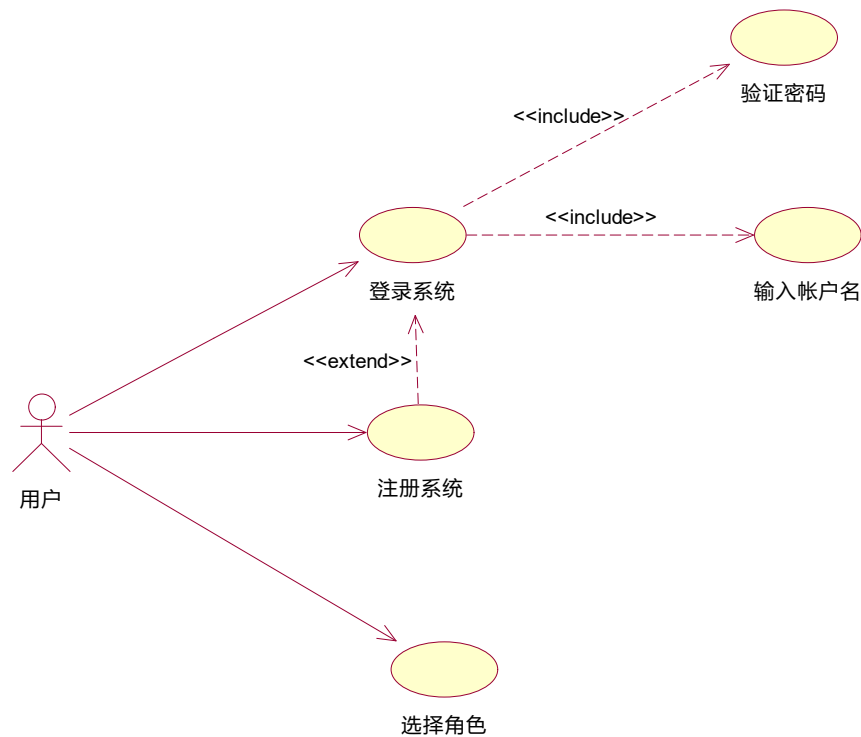 验证密码
<<include>>
<<include>>
登录系统
输入帐户名
<<extend>>
用户
注册系统
选择角色